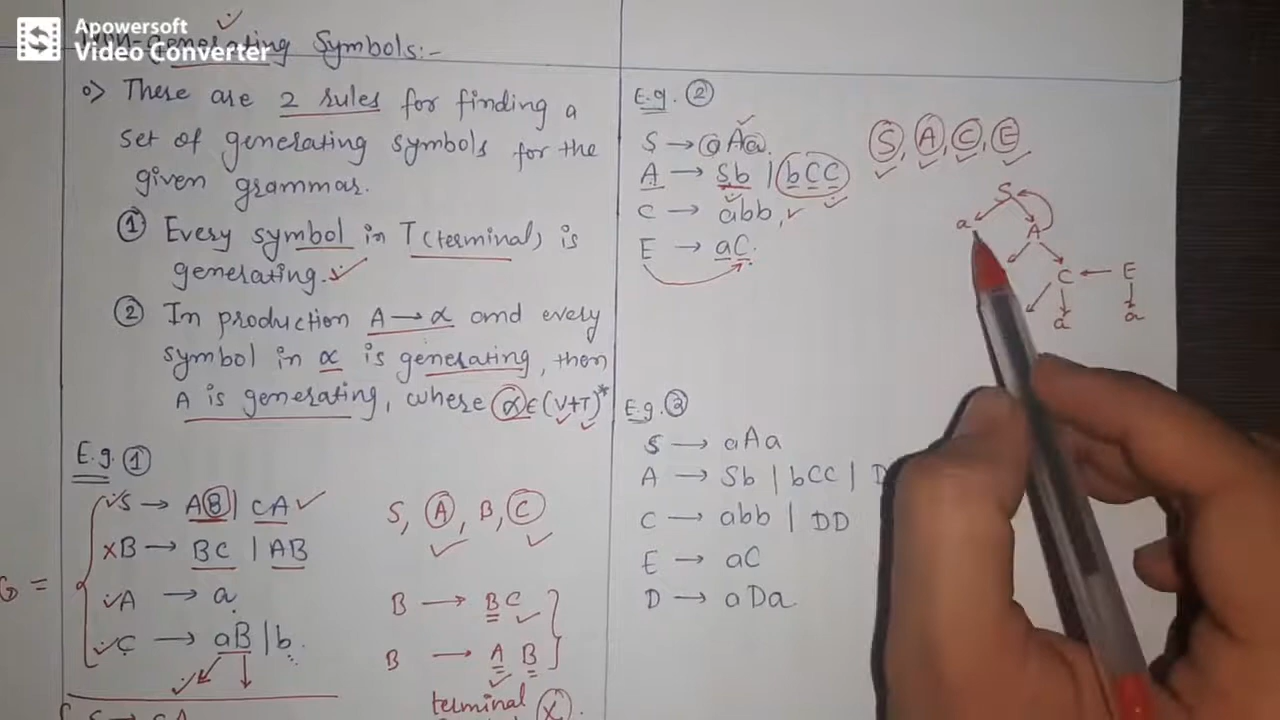 Apowersoft
Video Converter
Non-generating Symbols:-
There are 2 rules for finding a
set of generating symbols for the
given grammar.
① Every symbol in T(terminal) is
generating.
② In production A → α and every
symbol in α is generating, then
A is generating, where α ∈ (V+T)*
E.g. ①
G =
S → AB | CA
B → BC | AB
A → a
C → aB | b
S → CA
S, A, B, C
B → BC
B → A B
terminal
E.g. ②
S → aAa
A → Sb | bCC
C → abb
E → aC
S, A, C, E
S
a A
C ← E
a a
E.g. ③
S → aAa
A → Sb | bCC | D
C → abb | DD
E → aC
D → aDa